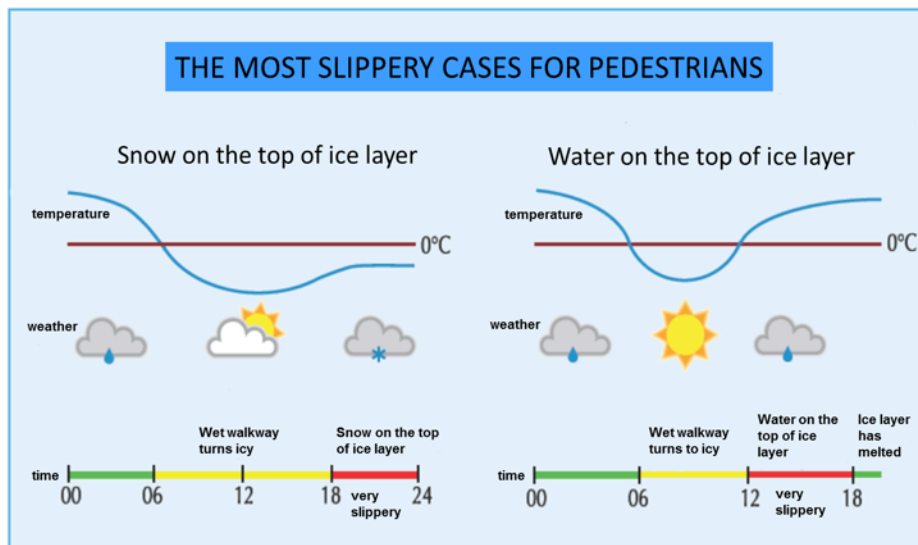 THE MOST SLIPPERY CASES FOR PEDESTRIANS
Snow on the top of ice layer
temperature
0°C
weather
Wet walkway
turns icy
Snow on the top
of ice layer
time
00
06
12
18
24
very
slippery
Water on the top of ice layer
temperature
0°C
weather
Wet walkway
turns to icy
Water on the
top of ice
layer
Ice layer
has
melted
time
00
06
12
18
very
slippery